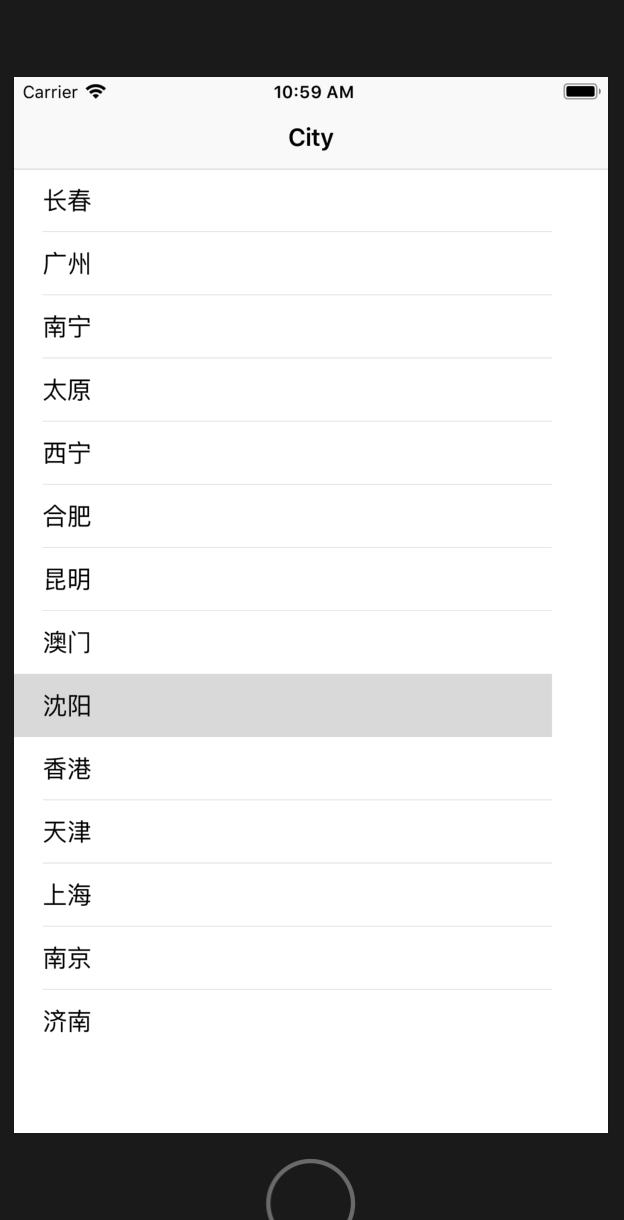 Carrier 10:59 AM
City
长春
广州
南宁
太原
西宁
合肥
昆明
澳门
沈阳
香港
天津
上海
南京
济南